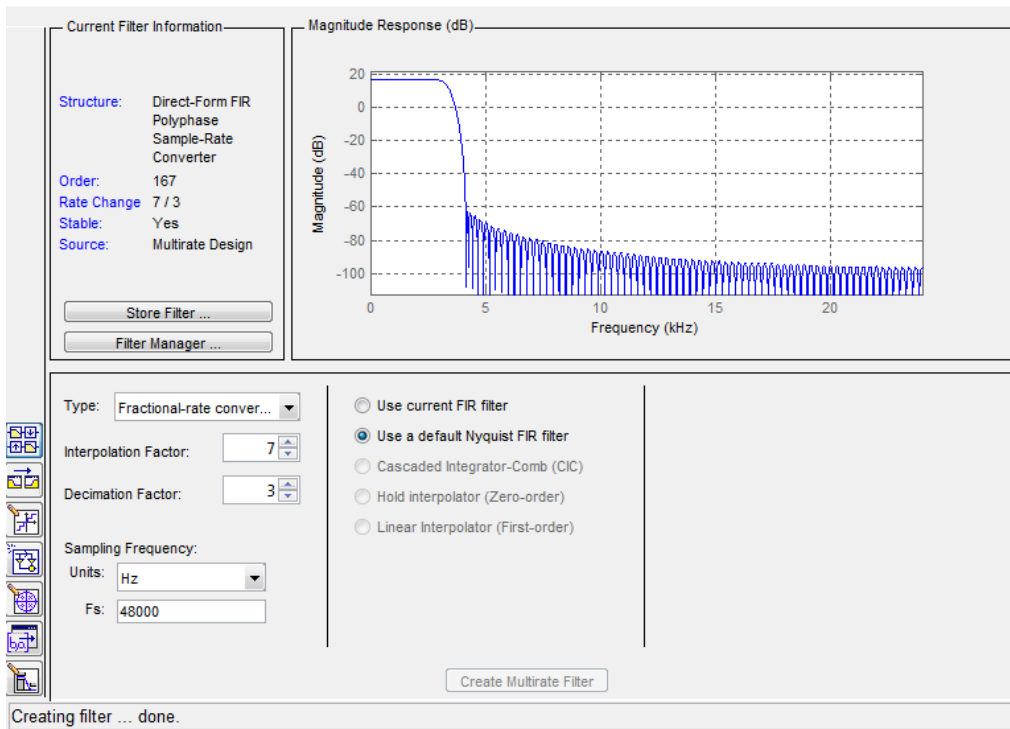 Current Filter Information
Structure: Direct-Form FIR
Polyphase
Sample-Rate
Converter
Order: 167
Rate Change 7 / 3
Stable: Yes
Source: Multirate Design
Store Filter ...
Filter Manager ...
Magnitude Response (dB)
20
0
-20
-40
-60
-80
-100
Magnitude (dB)
0 5 10 15 20
Frequency (kHz)
Type: Fractional-rate conver...
Interpolation Factor: 7
Decimation Factor: 3
Sampling Frequency:
Units: Hz
Fs: 48000
Use current FIR filter
Use a default Nyquist FIR filter
Cascaded Integrator-Comb (CIC)
Hold interpolator (Zero-order)
Linear Interpolator (First-order)
Create Multirate Filter
Creating filter ... done.